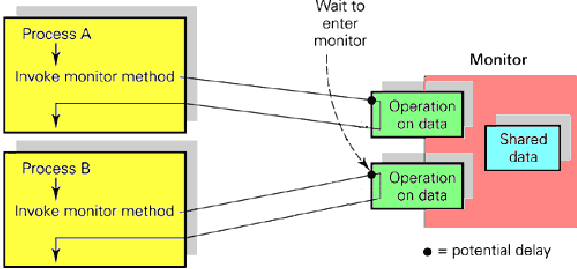 Process A
Invoke monitor method
Process B
Invoke monitor method
Wait to
enter
monitor
Monitor
Operation
on data
Shared
data
Operation
on data
= potential delay